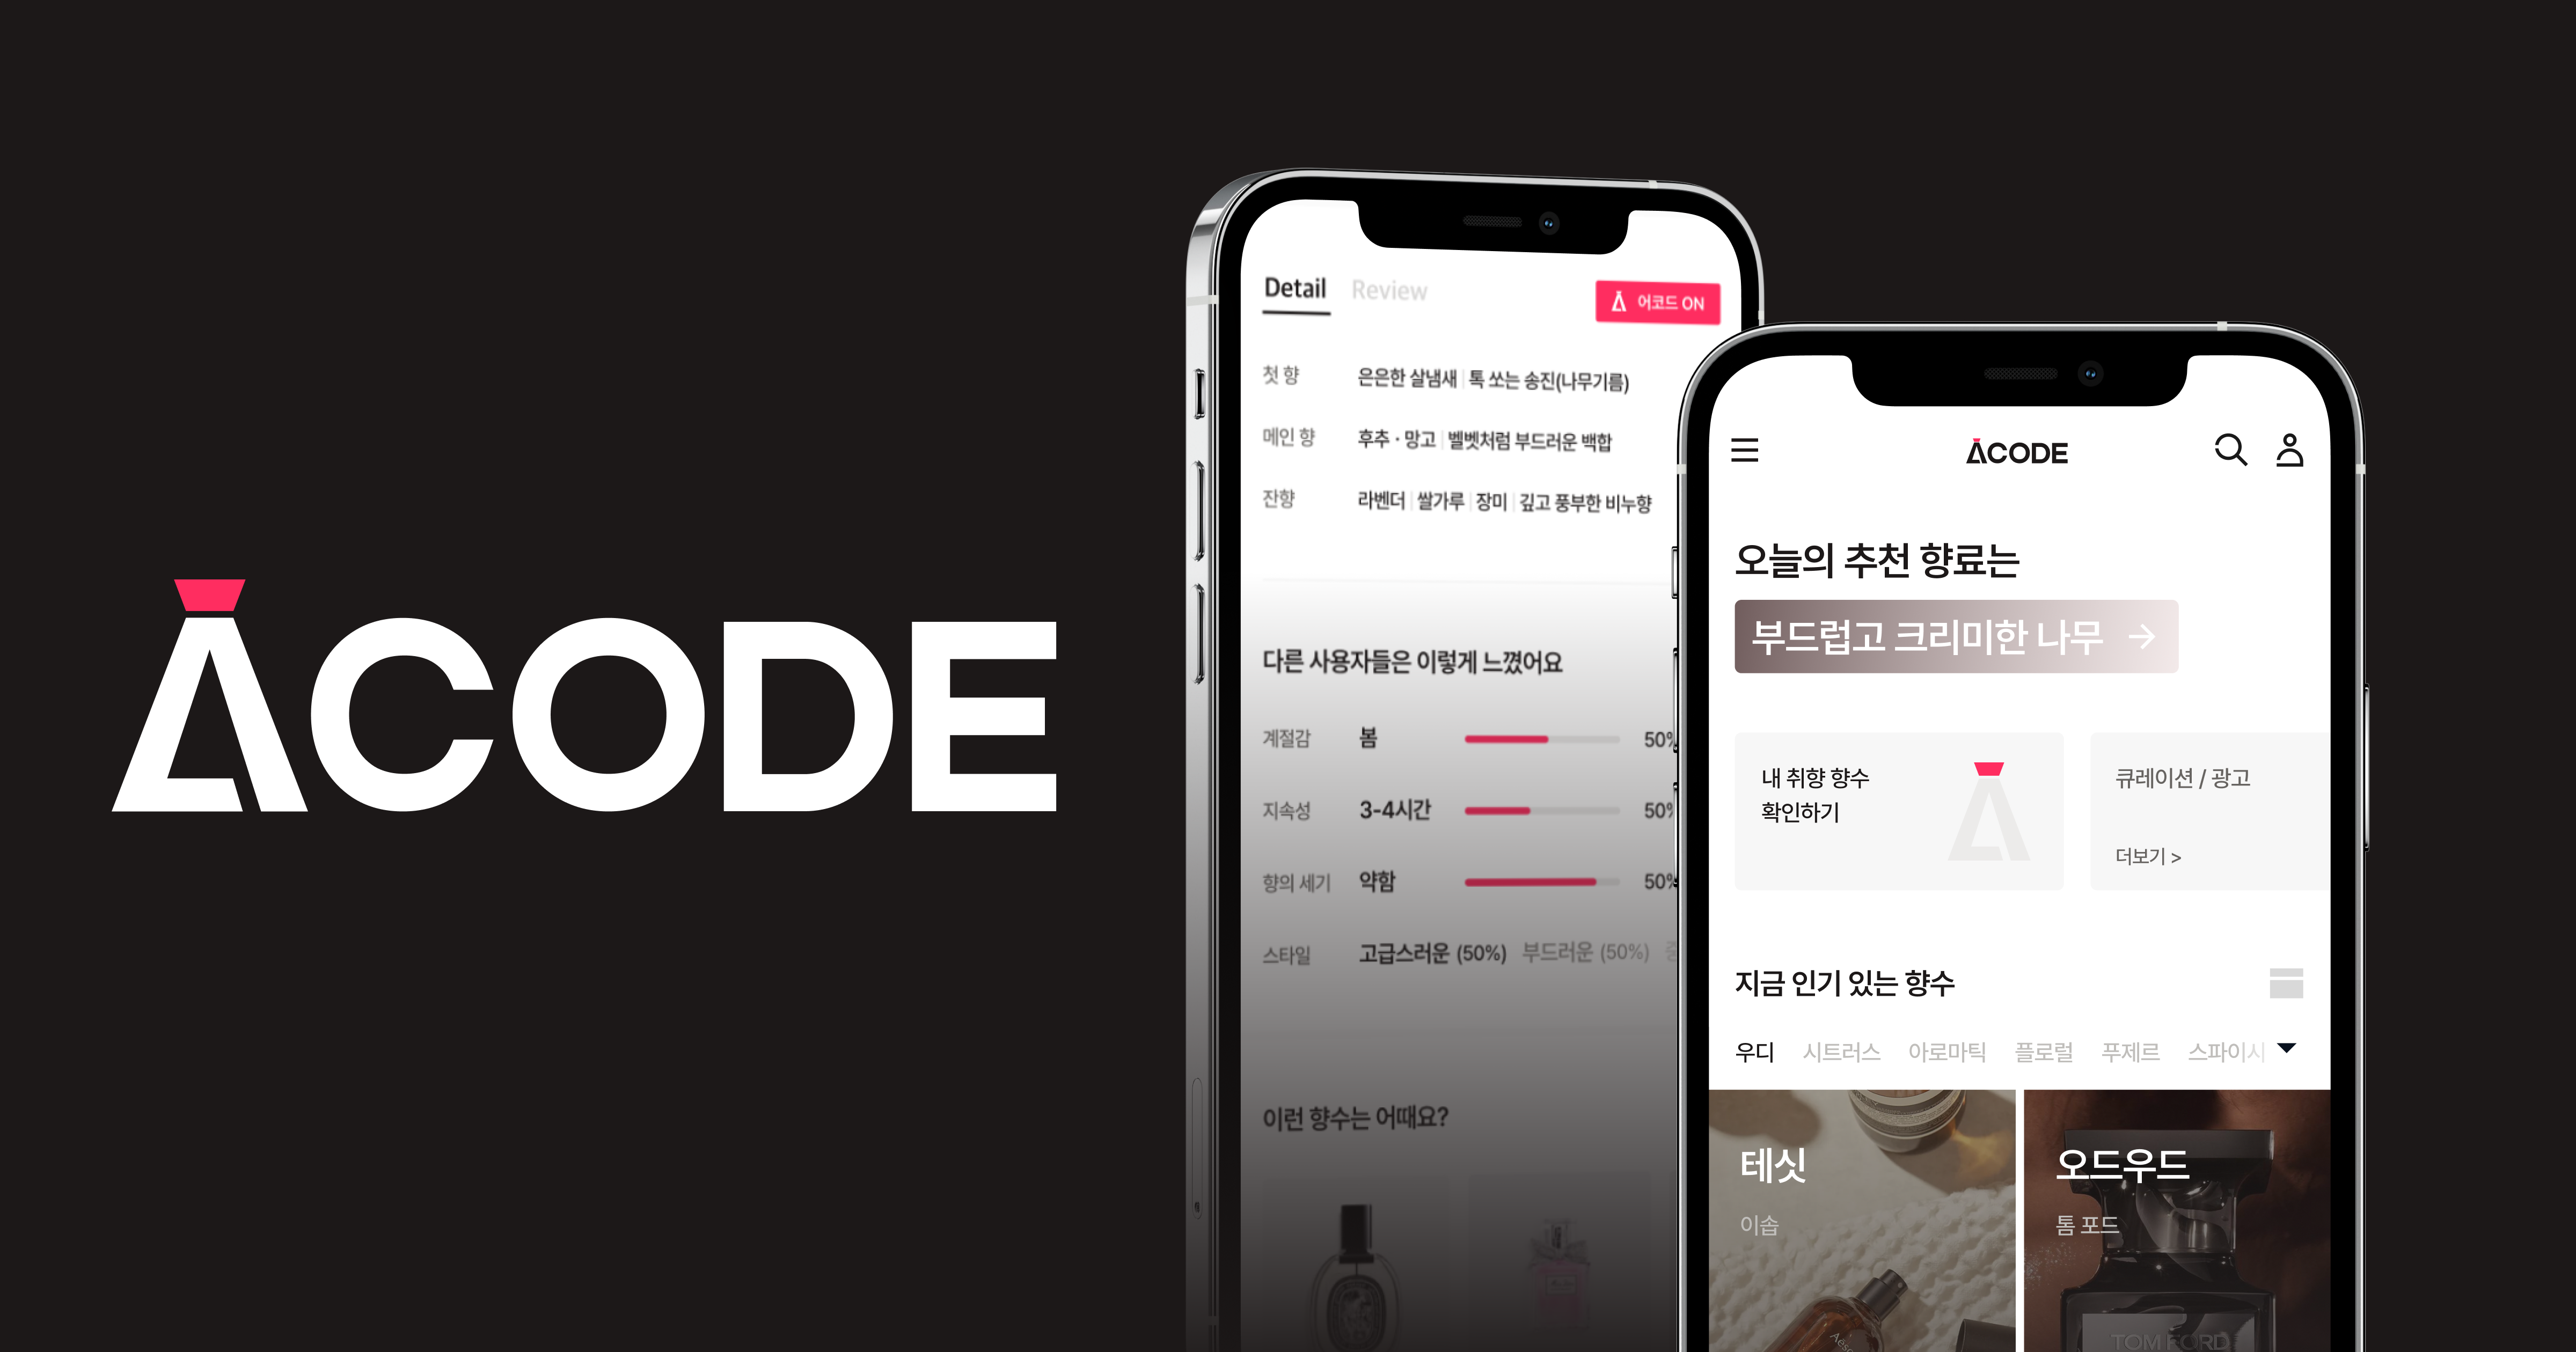 ACODE
Detail Review 어코드 ON
첫 향 은은한 살냄새 | 톡 쏘는 송진(나무기름)
메인 향 후추 · 망고 | 벨벳처럼 부드러운 백합
잔향 라벤더 | 쌀가루 | 장미 | 깊고 풍부한 비누향
다른 사용자들은 이렇게 느꼈어요
계절감 봄 50%
지속성 3-4시간 50%
향의 세기 약함 50%
스타일 고급스러운 (50%) 부드러운 (50%)
이런 향수는 어때요?
ACODE
오늘의 추천 향료는
부드럽고 크리미한 나무 →
내 취향 향수
확인하기
큐레이션 / 광고
더보기 >
지금 인기 있는 향수
우디 시트러스 아로마틱 플로럴 푸제르 스파이시
테싯
이솝
오드우드
톰 포드
TOM FORD